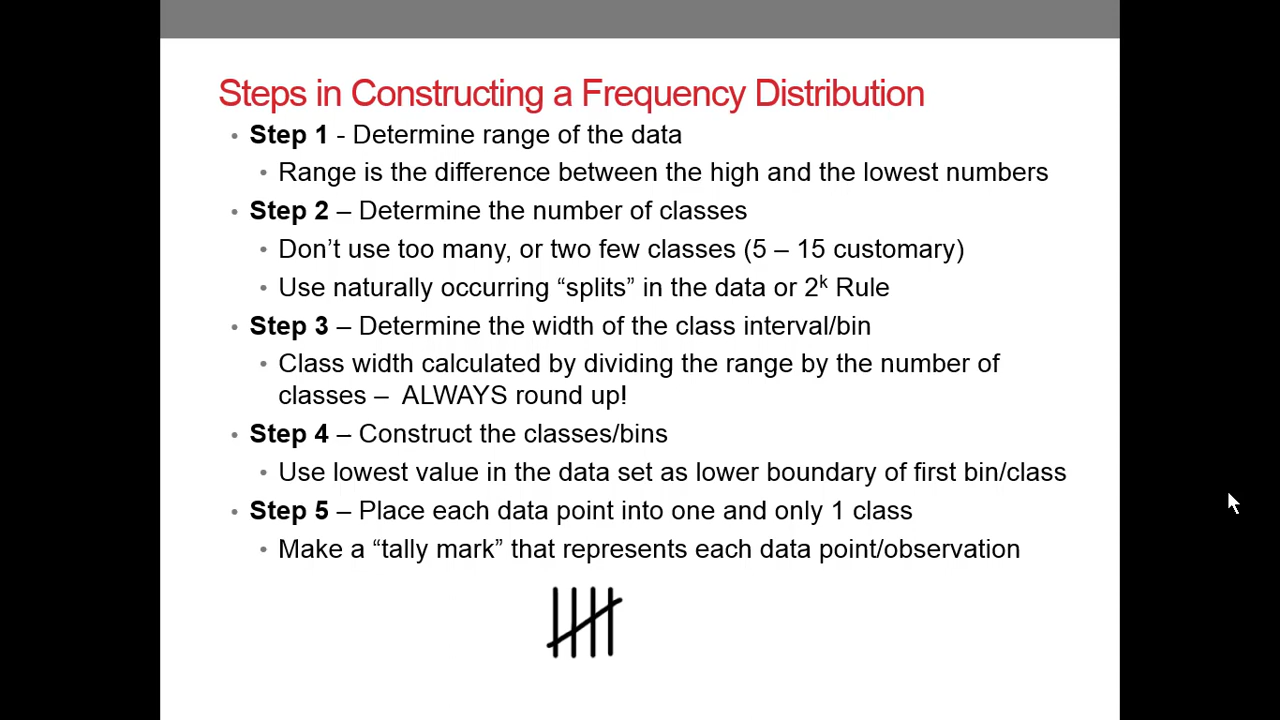 Steps in Constructing a Frequency Distribution
• Step 1 - Determine range of the data
• Range is the difference between the high and the lowest numbers
• Step 2 – Determine the number of classes
• Don’t use too many, or two few classes (5 – 15 customary)
• Use naturally occurring “splits” in the data or 2ᵏ Rule
• Step 3 – Determine the width of the class interval/bin
• Class width calculated by dividing the range by the number of
classes – ALWAYS round up!
• Step 4 – Construct the classes/bins
• Use lowest value in the data set as lower boundary of first bin/class
• Step 5 – Place each data point into one and only 1 class
• Make a “tally mark” that represents each data point/observation